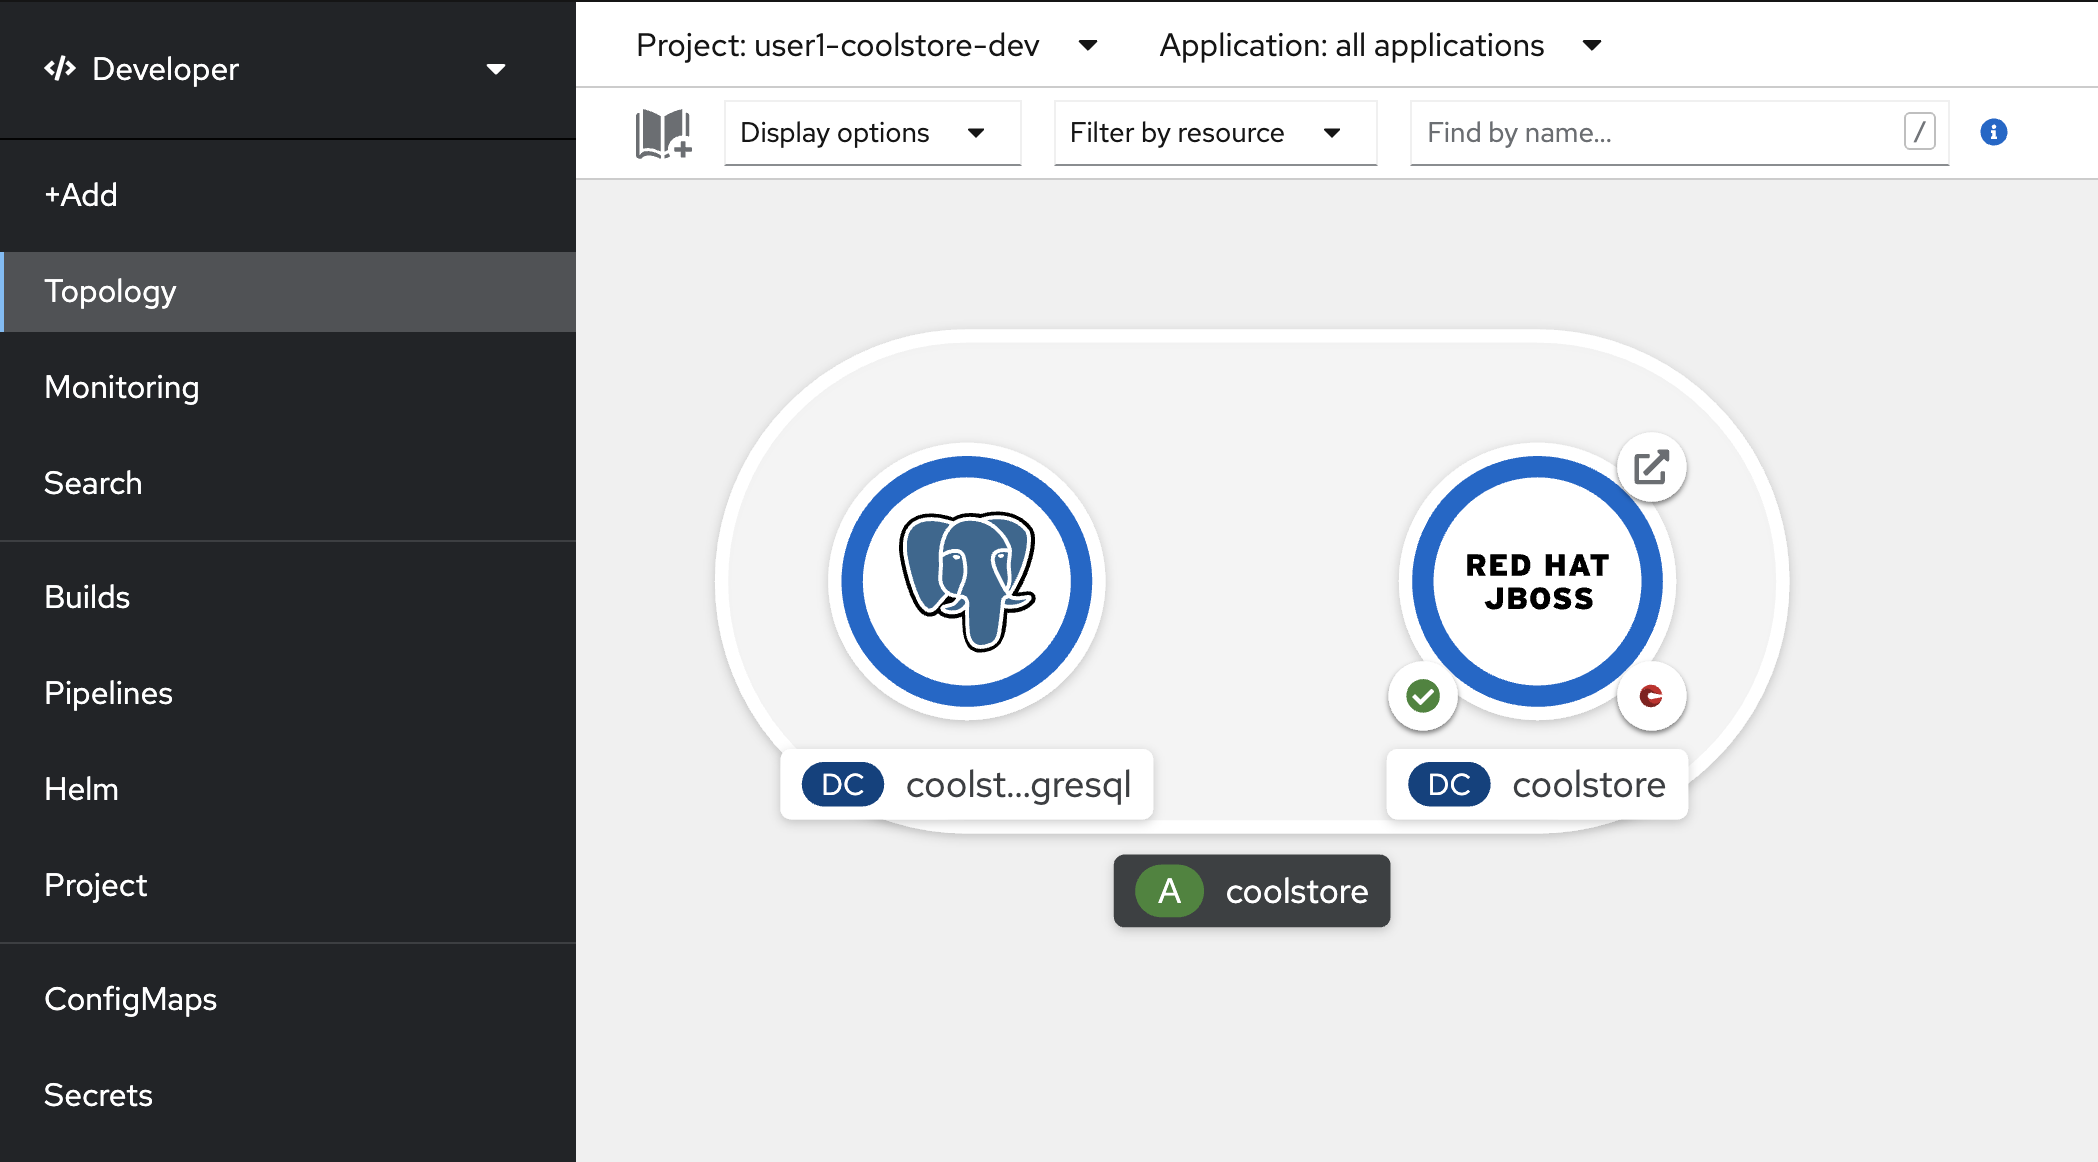 Developer
+Add
Topology
Monitoring
Search
Builds
Pipelines
Helm
Project
ConfigMaps
Secrets
Project: user1-coolstore-dev
Application: all applications
Display options
Filter by resource
Find by name...
/
RED HAT
JBOSS
DC coolst...gresql
DC coolstore
A coolstore